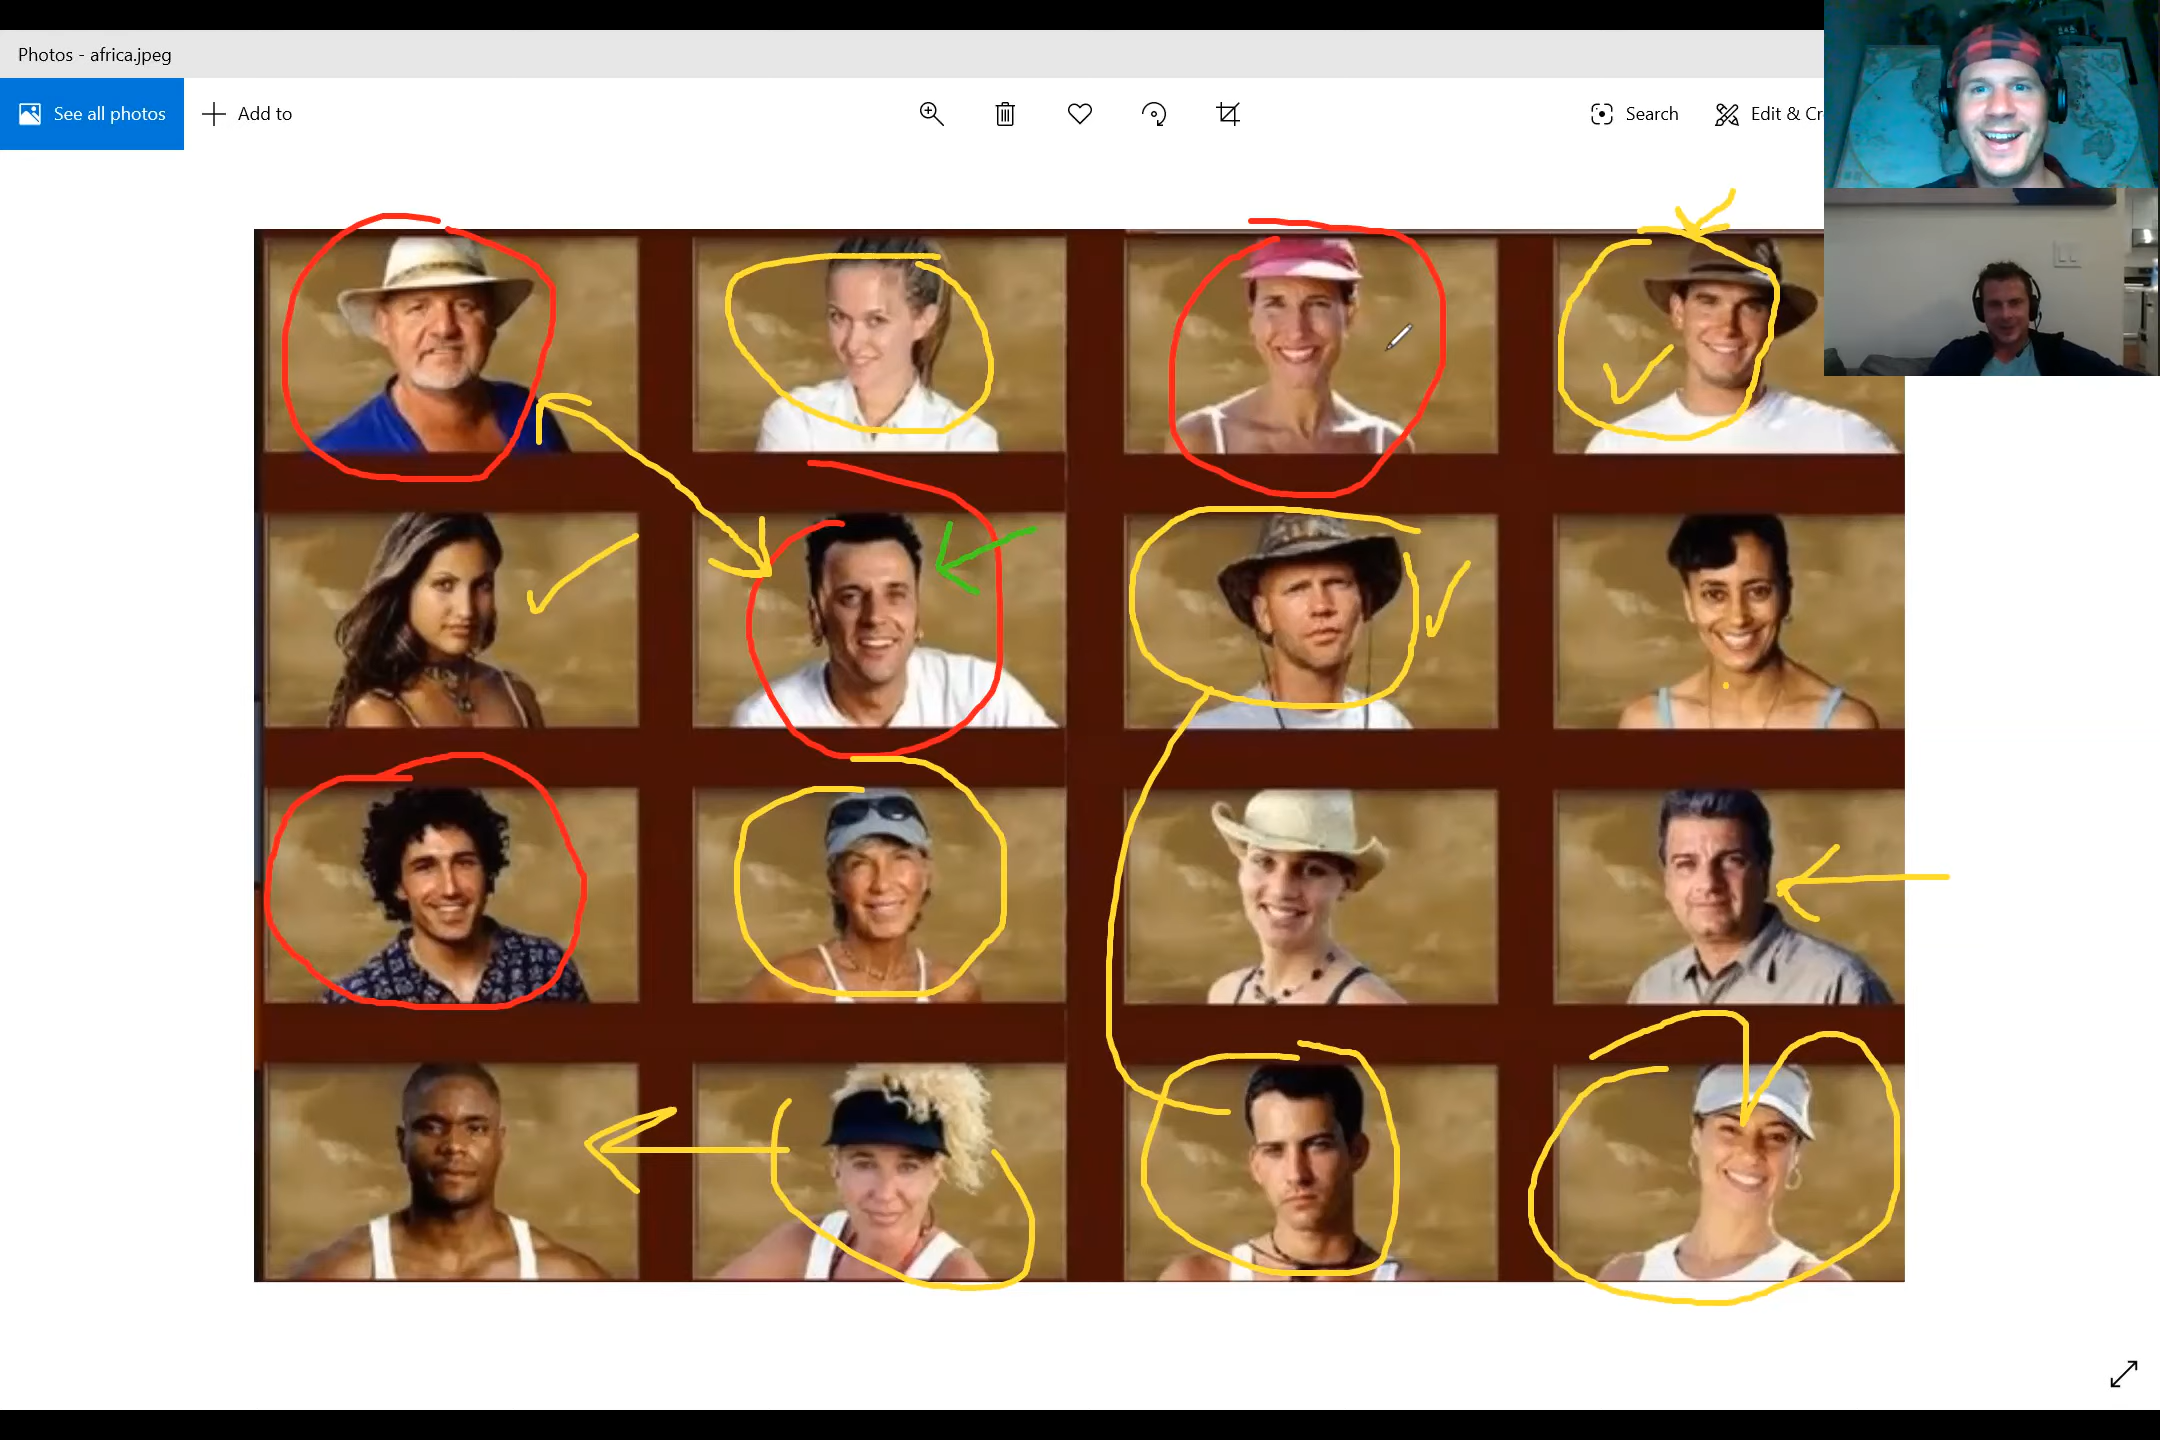 Photos - africa.jpeg
See all photos
Add to
Search
Edit & Cr